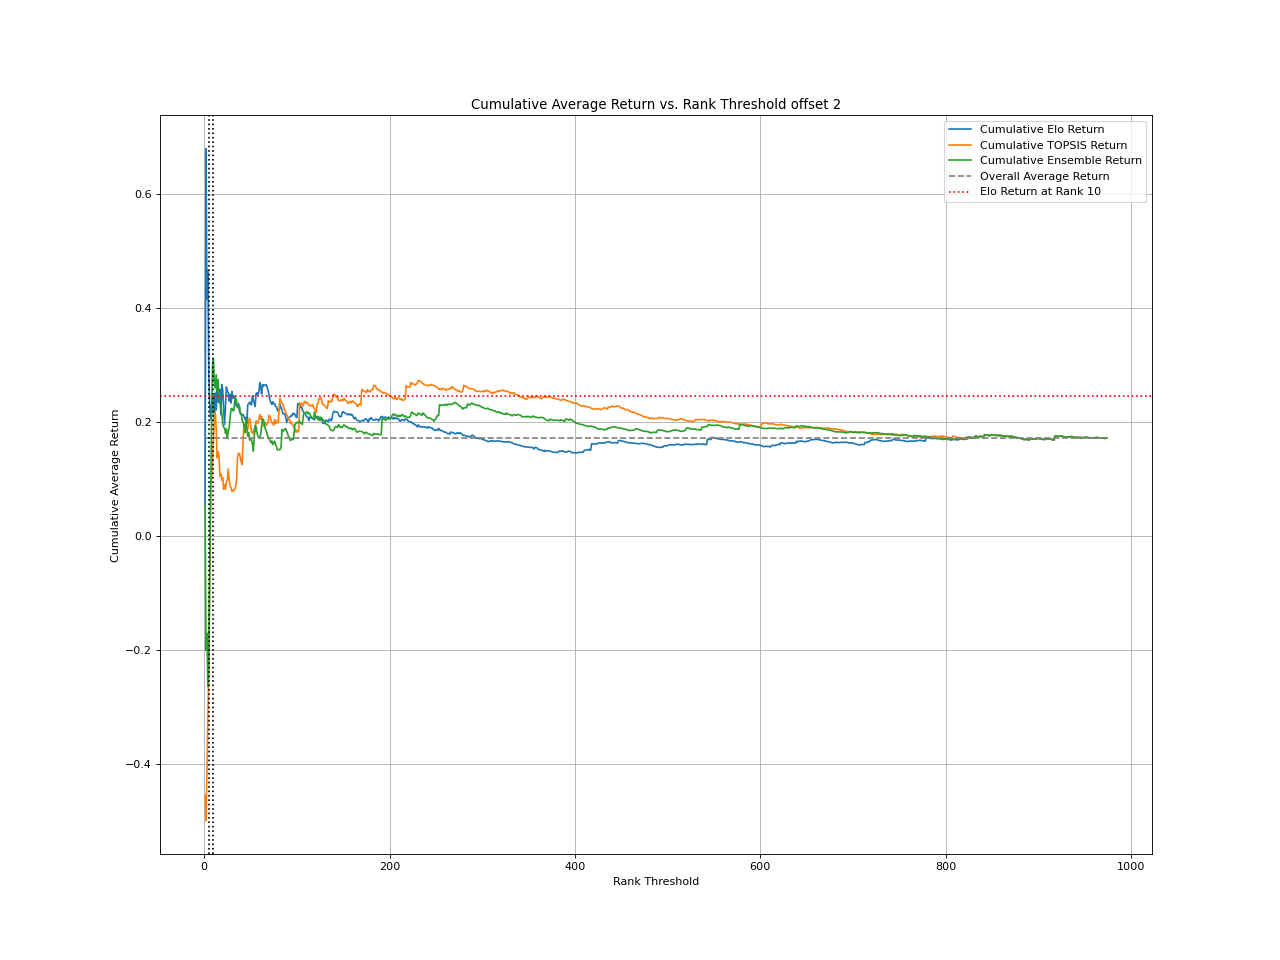 Cumulative Average Return vs. Rank Threshold offset 2
Cumulative Elo Return
Cumulative TOPSIS Return
Cumulative Ensemble Return
Overall Average Return
Elo Return at Rank 10
Cumulative Average Return
0.6
0.4
0.2
0.0
−0.2
−0.4
0
200
400
600
800
1000
Rank Threshold